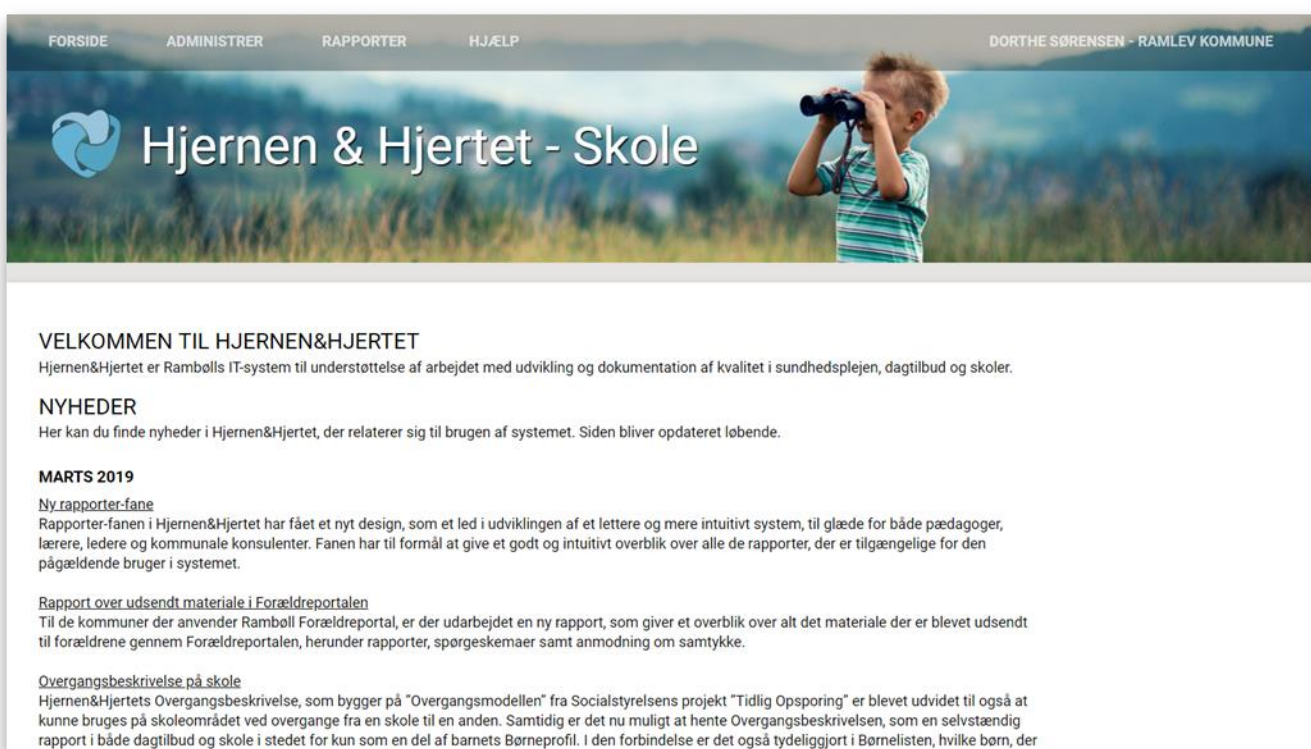 FORSIDE ADMINISTRER RAPPORTER HJÆLP DORTHE SØRENSEN - RAMLEV KOMMUNE
Hjernen & Hjertet - Skole
VELKOMMEN TIL HJERNEN&HJERTET
Hjernen&Hjertet er Rambølls IT-system til understøttelse af arbejdet med udvikling og dokumentation af kvalitet i sundhedsplejen, dagtilbud og skoler.
NYHEDER
Her kan du finde nyheder i Hjernen&Hjertet, der relaterer sig til brugen af systemet. Siden bliver opdateret løbende.
MARTS 2019
Ny rapporter-fane
Rapporter-fanen i Hjernen&Hjertet har fået et nyt design, som et led i udviklingen af et lettere og mere intuitivt system, til glæde for både pædagoger,
lærere, ledere og kommunale konsulenter. Fanen har til formål at give et godt og intuitivt overblik over alle de rapporter, der er tilgængelige for den
pågældende bruger i systemet.
Rapport over udsendt materiale i Forældreportalen
Til de kommuner der anvender Rambøll Forældreportal, er der udarbejdet en ny rapport, som giver et overblik over alt det materiale der er blevet udsendt
til forældrene gennem Forældreportalen, herunder rapporter, spørgeskemaer samt anmodning om samtykke.
Overgangsbeskrivelse på skole
Hjernen&Hjertets Overgangsbeskrivelse, som bygger på "Overgangsmodellen" fra Socialstyrelsens projekt "Tidlig Opsporing" er blevet udvidet til også at
kunne bruges på skoleområdet ved overgange fra en skole til en anden. Samtidig er det nu muligt at hente Overgangsbeskrivelsen, som en selvstændig
rapport i både dagtilbud og skole i stedet for kun som en del af barnets Børneprofil. I den forbindelse er det også tydeliggjort i Børnelisten, hvilke børn, der